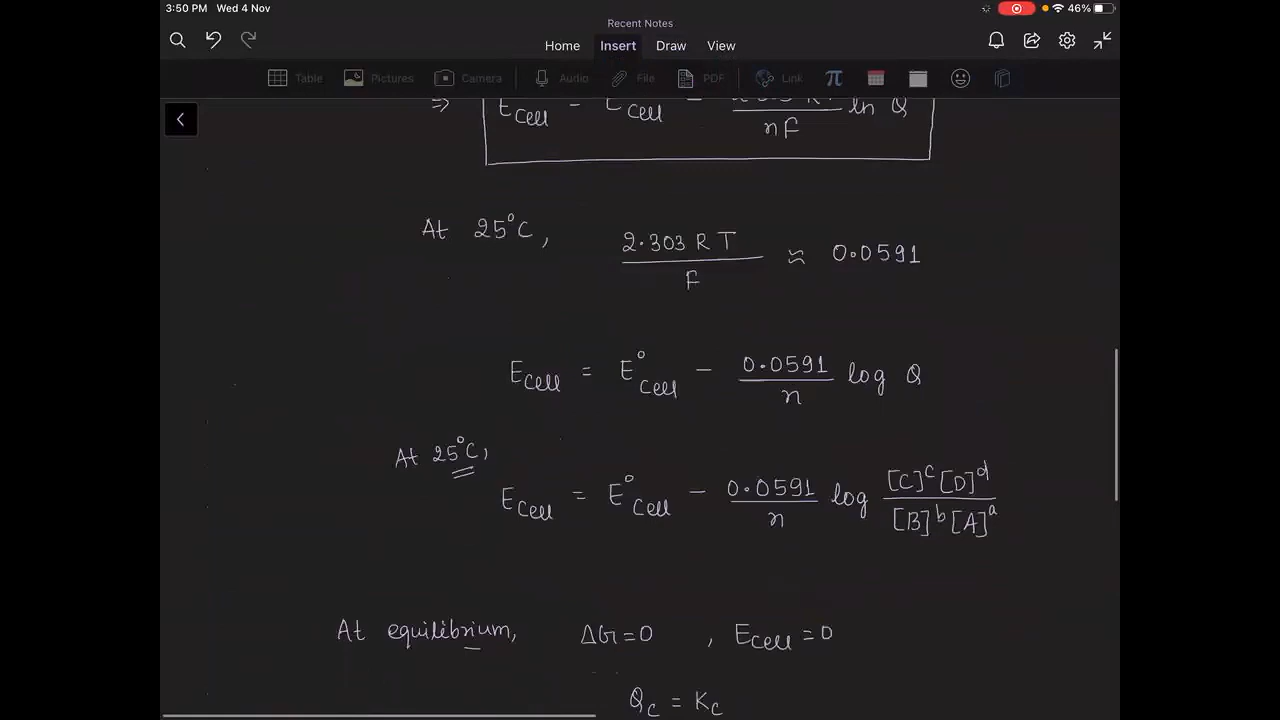 3:50 PM Wed 4 Nov
46%
Recent Notes
Home Insert Draw View
Table Pictures Camera Audio File PDF Link π
⇒ E_Cell = E_Cell − /nF ln Q
At 25°C, 2.303 R T/F ≈ 0.0591
E_Cell = E°_Cell − 0.0591/n log Q
At 25°C,
E_Cell = E°_Cell − 0.0591/n log [C]^c [D]^d/[B]^b [A]^a
At equilibrium, ΔG=0 , E_Cell = 0
Q_C = K_C